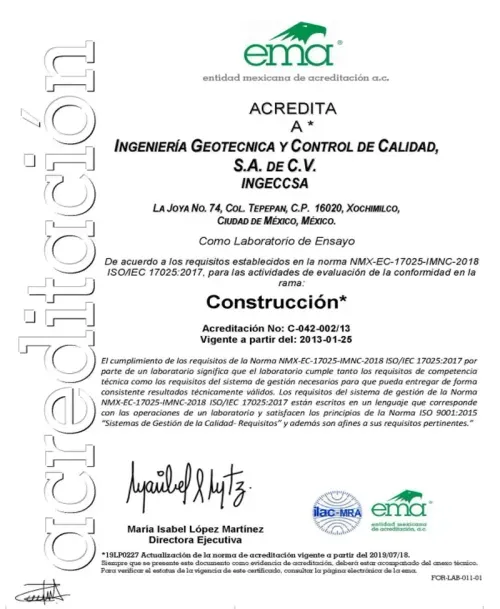 acreditación
ema®
entidad mexicana de acreditación a.c.
ACREDITA
A *
INGENIERÍA GEOTECNICA Y CONTROL DE CALIDAD,
S.A. DE C.V.
INGECCSA
LA JOYA NO. 74, COL. TEPEPAN, C.P. 16020, XOCHIMILCO,
CIUDAD DE MÉXICO, MÉXICO.
Como Laboratorio de Ensayo
De acuerdo a los requisitos establecidos en la norma NMX-EC-17025-IMNC-2018
ISO/IEC 17025:2017, para las actividades de evaluación de la conformidad en la
rama:
Construcción*
Acreditación No: C-042-002/13
Vigente a partir del: 2013-01-25
El cumplimiento de los requisitos de la Norma NMX-EC-17025-IMNC-2018 ISO/IEC 17025:2017 por
parte de un laboratorio significa que el laboratorio cumple tanto los requisitos de competencia
técnica como los requisitos del sistema de gestión necesarios para que pueda entregar de forma
consistente resultados técnicamente válidos. Los requisitos del sistema de gestión de la Norma
NMX-EC-17025-IMNC-2018 ISO/IEC 17025:2017 están escritos en un lenguaje que corresponde
con las operaciones de un laboratorio y satisfacen los principios de la Norma ISO 9001:2015
"Sistemas de Gestión de la Calidad- Requisitos" y además son afines a sus requisitos pertinentes."
ilac-MRA
ema®
entidad mexicana
de acreditación a.c.
Maria Isabel López Martinez
Directora Ejecutiva
*19LP0227 Actualización de la norma de acreditación vigente a partir del 2019/07/18.
Siempre que se presente este documento como evidencia de acreditación, deberá estar acompañado del anexo técnico.
Para verificar el estatus de la vigencia de este certificado, consultar la página electrónica de la ema.
FOR-LAB-011-01